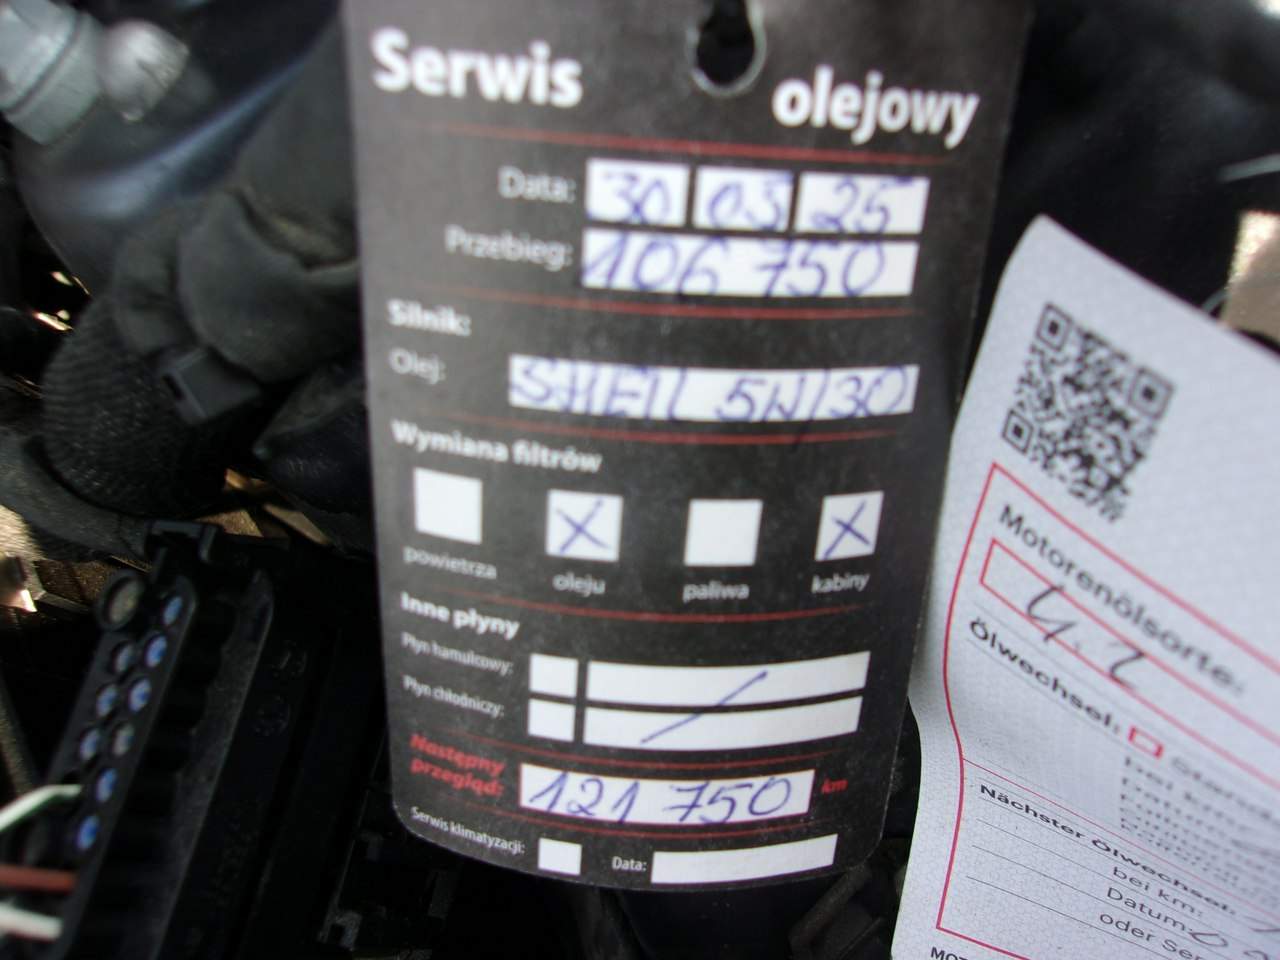 Serwis olejowy
Data: 30 03 25
Przebieg: 106 750
Silnik:
Olej: SHELL 5W/30
Wymiana filtrów
X X
powietrza oleju paliwa kabiny
Inne płyny
Płyn hamulcowy:
Płyn chłodniczy:
Następny
przegląd: 121 750 km
Serwis klimatyzacji: Data:
Motorenölsorte:
4.2
Ölwechsel:
Nächster Ölwechsel:
bei km:
Datum:
oder